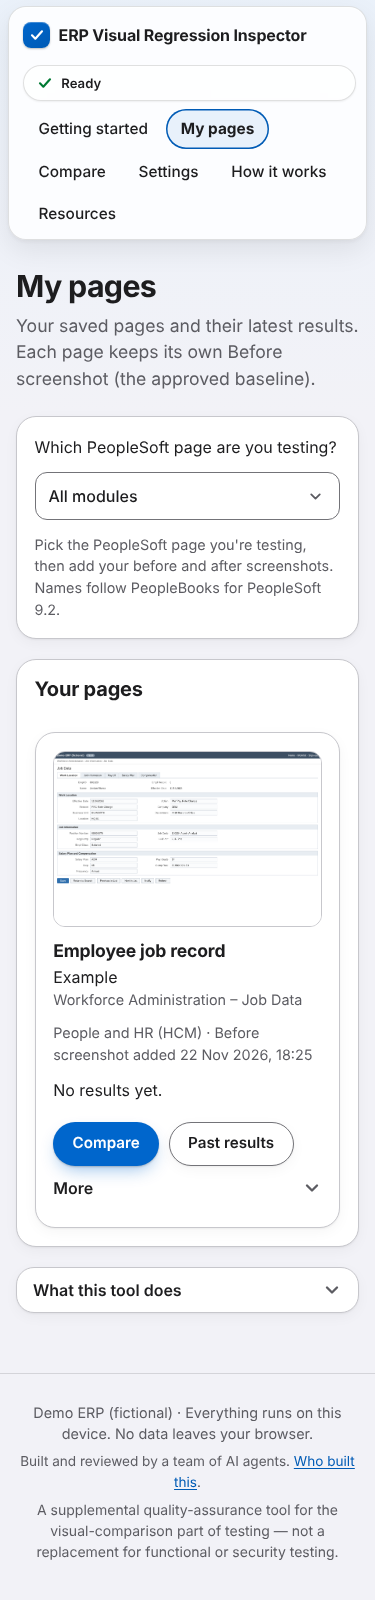 ERP Visual Regression Inspector
Ready
Getting started
My pages
Compare
Settings
How it works
Resources
My pages
Your saved pages and their latest results.
Each page keeps its own Before
screenshot (the approved baseline).
Which PeopleSoft page are you testing?
All modules
Pick the PeopleSoft page you're testing,
then add your before and after screenshots.
Names follow PeopleBooks for PeopleSoft
9.2.
Your pages
Job Data
Employee job record
Example
Workforce Administration – Job Data
People and HR (HCM) · Before
screenshot added 22 Nov 2026, 18:25
No results yet.
Compare
Past results
More
What this tool does
Demo ERP (fictional) · Everything runs on this
device. No data leaves your browser.
Built and reviewed by a team of AI agents. Who built
this.
A supplemental quality-assurance tool for the
visual-comparison part of testing — not a
replacement for functional or security testing.